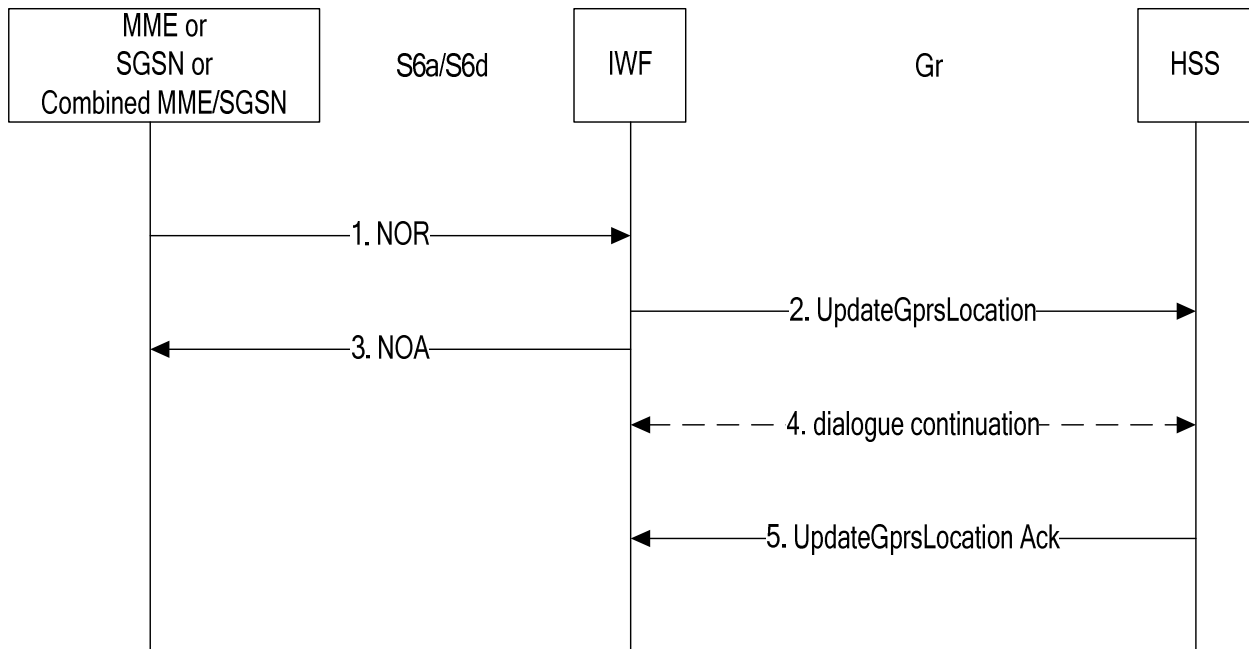 MME or
SGSN or
Combined MME/SGSN
S6a/S6d
IWF
Gr
HSS
1. NOR
2. UpdateGprsLocation
3. NOA
4. dialogue continuation
5. UpdateGprsLocation Ack